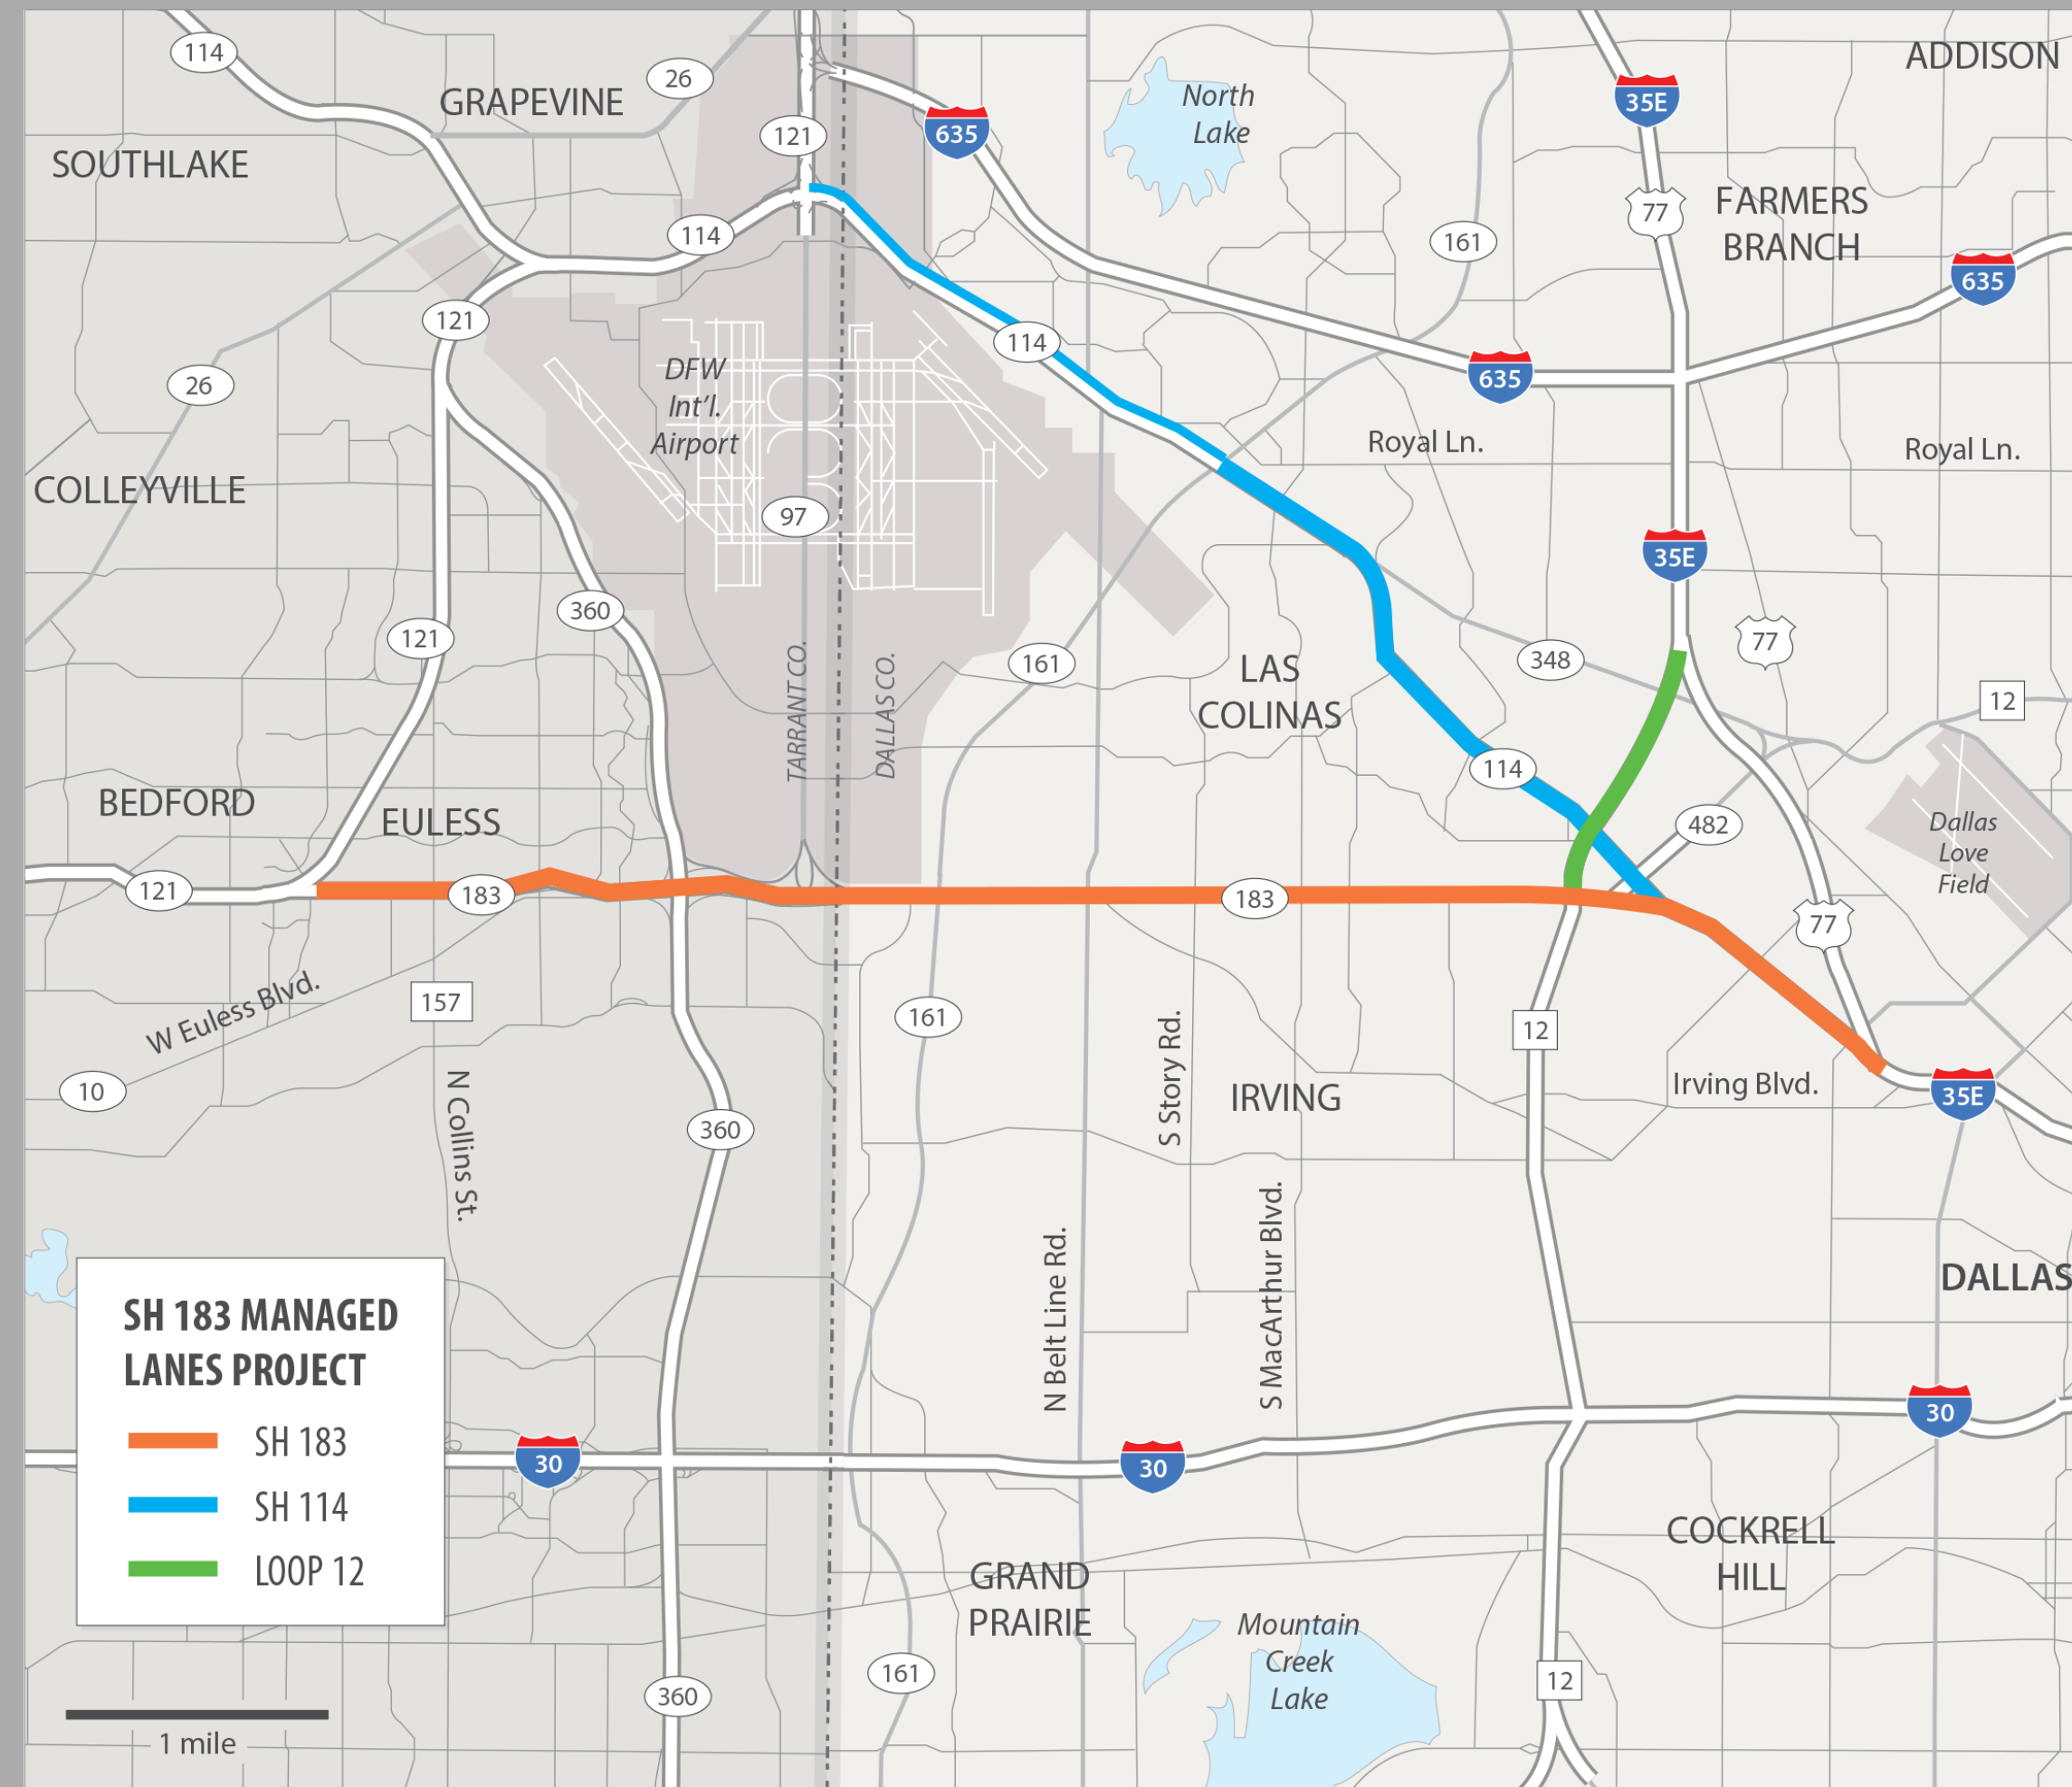 114
GRAPEVINE
26
121
635
North
Lake
35E
ADDISON
SOUTHLAKE
77
FARMERS
BRANCH
114
161
635
121
114
635
26
DFW
Int'l.
Airport
Royal Ln.
Royal Ln.
COLLEYVILLE
97
35E
360
121
161
LAS
COLINAS
348
77
12
TARRANT CO.
DALLAS CO.
114
BEDFORD
EULESS
482
Dallas
Love
Field
121
183
183
77
W Euless Blvd.
157
161
12
10
N Collins St.
S Story Rd.
IRVING
Irving Blvd.
35E
360
N Belt Line Rd.
S MacArthur Blvd.
DALLAS
SH 183 MANAGED
LANES PROJECT
SH 183
SH 114
LOOP 12
30
30
30
COCKRELL
HILL
GRAND
PRAIRIE
Mountain
Creek
Lake
161
12
360
1 mile